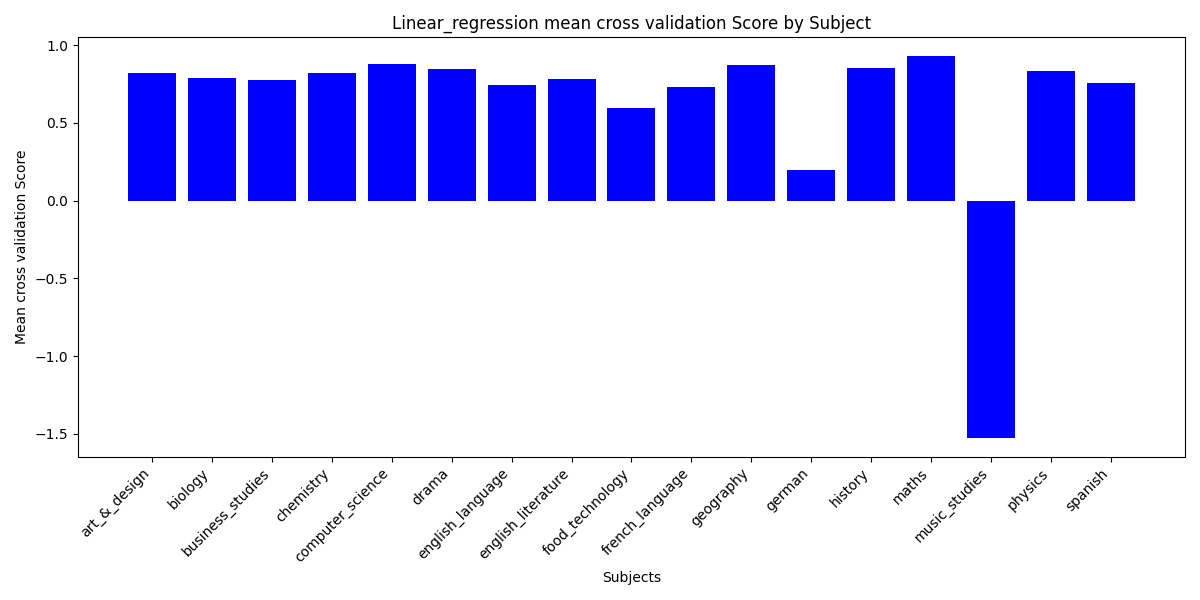 Linear_regression mean cross validation Score by Subject
Mean cross validation Score
1.0
0.5
0.0
−0.5
−1.0
−1.5
art_&_design
biology
business_studies
chemistry
computer_science
drama
english_language
english_literature
food_technology
french_language
geography
german
history
maths
music_studies
physics
spanish
Subjects